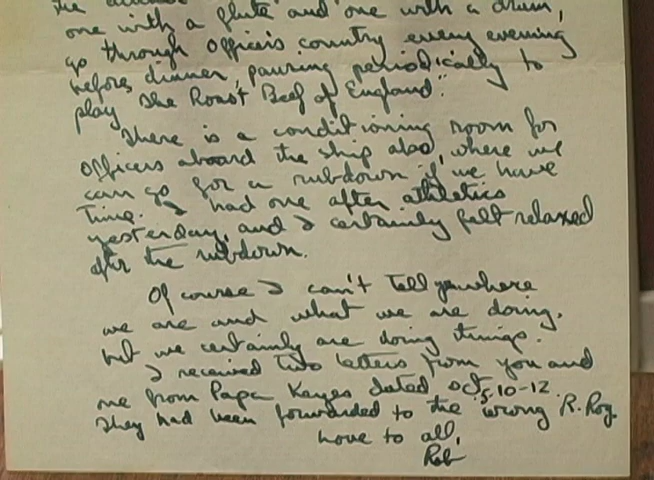 one with a flute and one with a drum,
go through officer's country every evening
before dinner, pausing periodically to
play "The Roast Beef of England."
There is a conditioning room for
officers aboard the ship also, where we
can go for a rubdown if we have
time. I had one after athletics
yesterday, and I certainly felt relaxed
after the rubdown.
Of course I can't tell you where
we are and what we are doing,
but we certainly are doing things.
I received two letters from you and
one from Papa Keyes dated Oct 5, 10-12.
They had been forwarded to the wrong R. Roy.
Love to all,
Rob